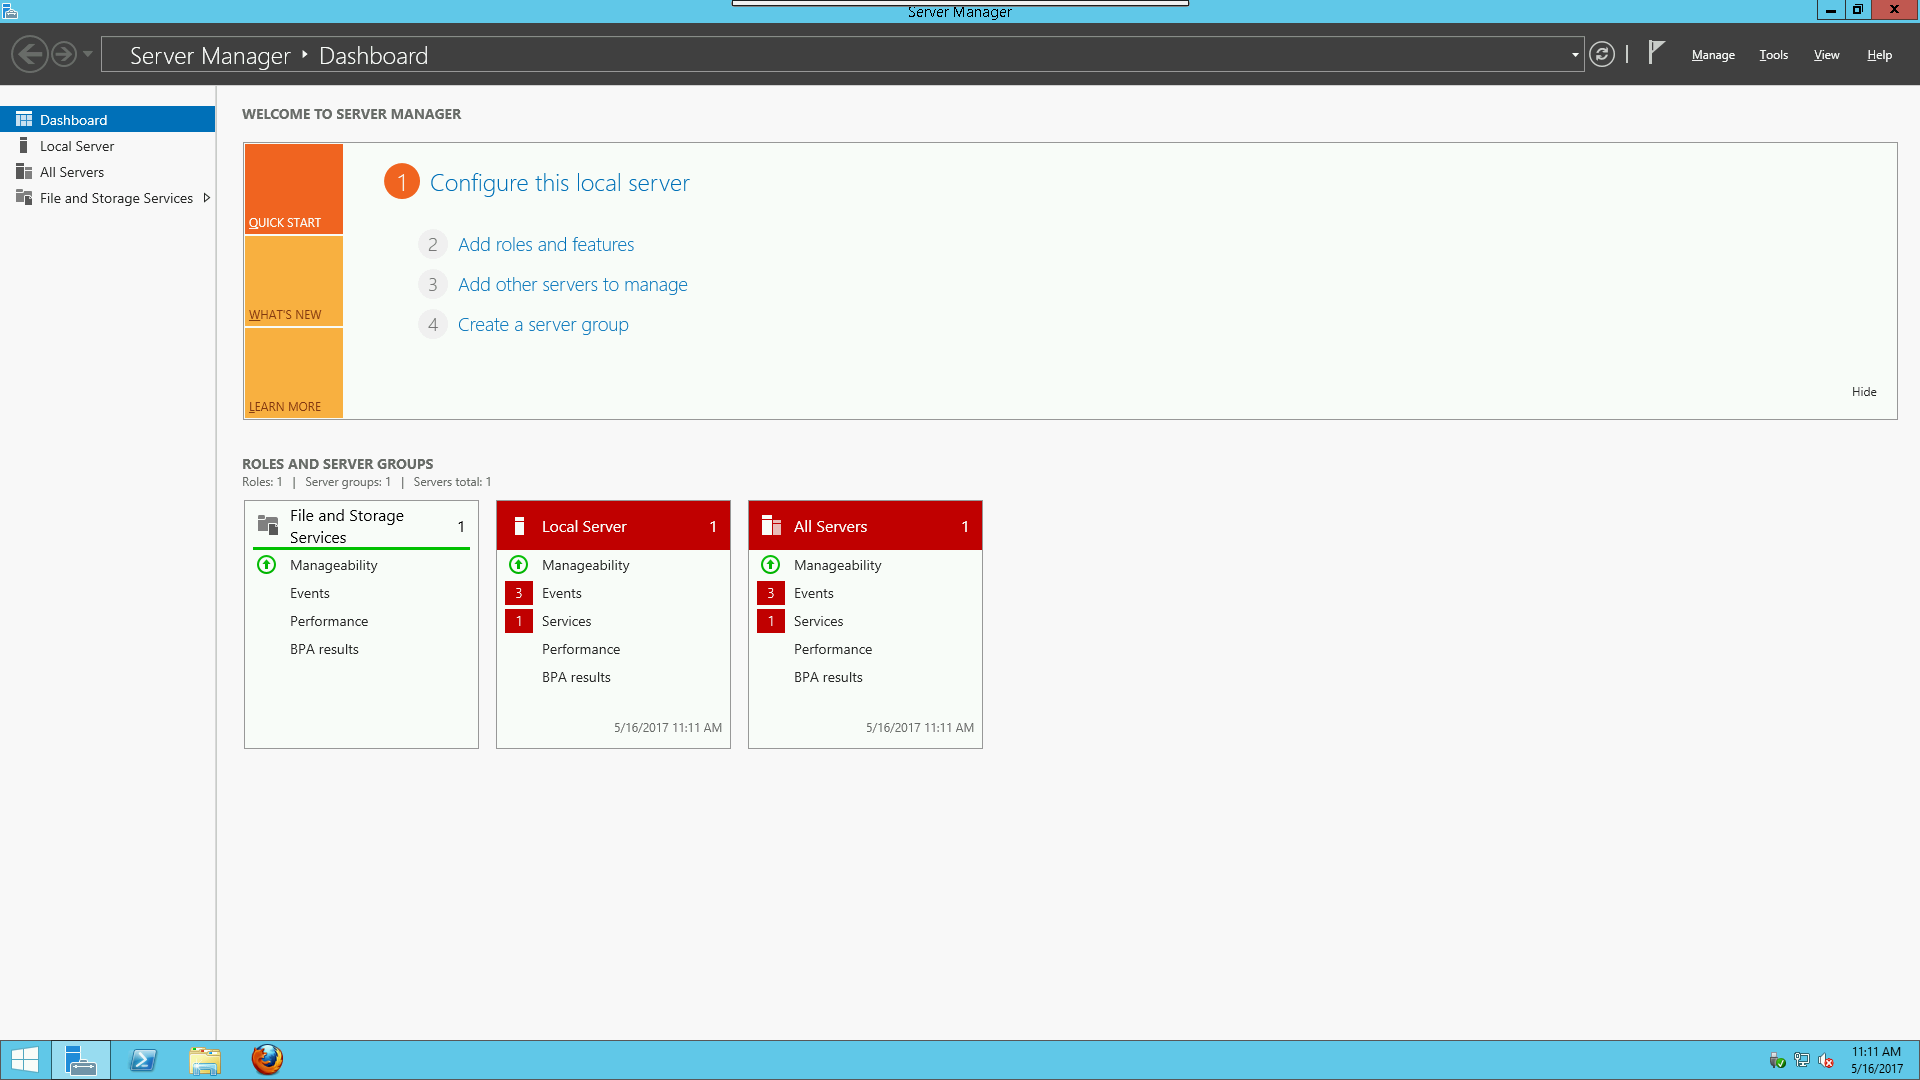 Server Manager
Server Manager ‣ Dashboard
Manage Tools View Help
Dashboard
Local Server
All Servers
File and Storage Services
WELCOME TO SERVER MANAGER
QUICK START
WHAT'S NEW
LEARN MORE
1 Configure this local server
2 Add roles and features
3 Add other servers to manage
4 Create a server group
Hide
ROLES AND SERVER GROUPS
Roles: 1 | Server groups: 1 | Servers total: 1
File and Storage
Services 1
Manageability
Events
Performance
BPA results
Local Server 1
Manageability
3 Events
1 Services
Performance
BPA results
5/16/2017 11:11 AM
All Servers 1
Manageability
3 Events
1 Services
Performance
BPA results
5/16/2017 11:11 AM
11:11 AM
5/16/2017